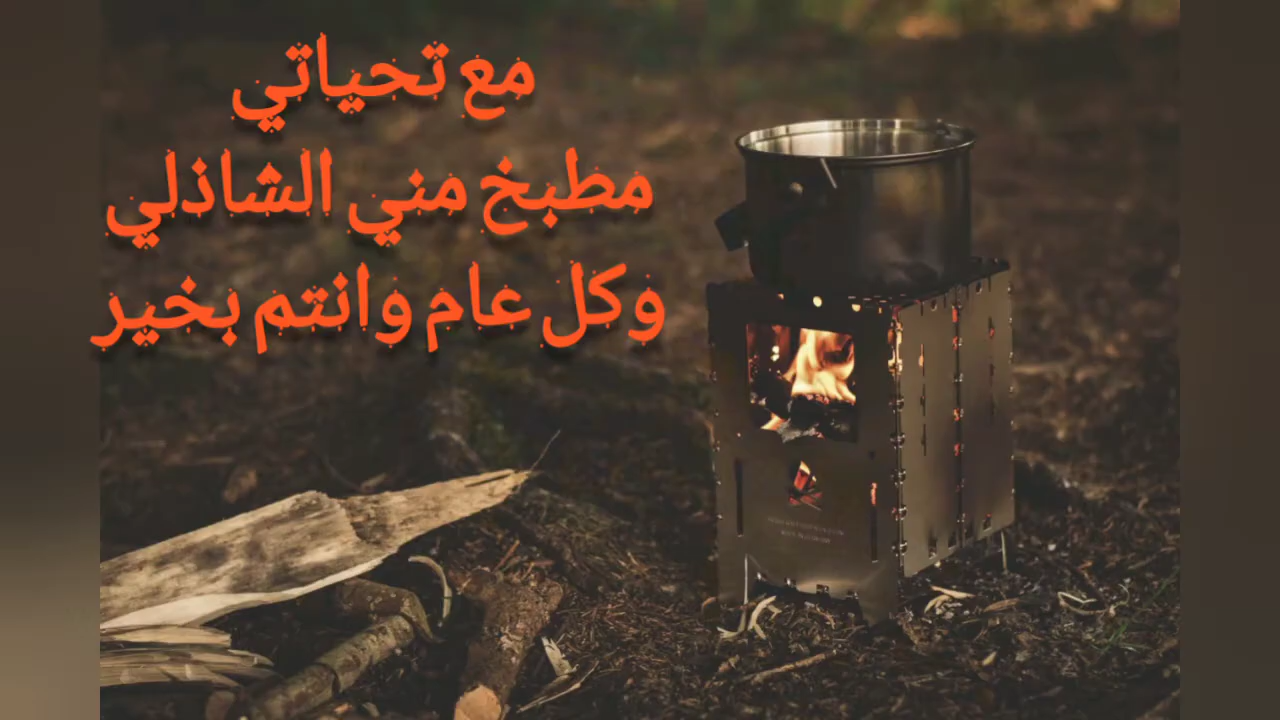 مع تحياتي
مطبخ مني الشاذلي
وكل عام وانتم بخير